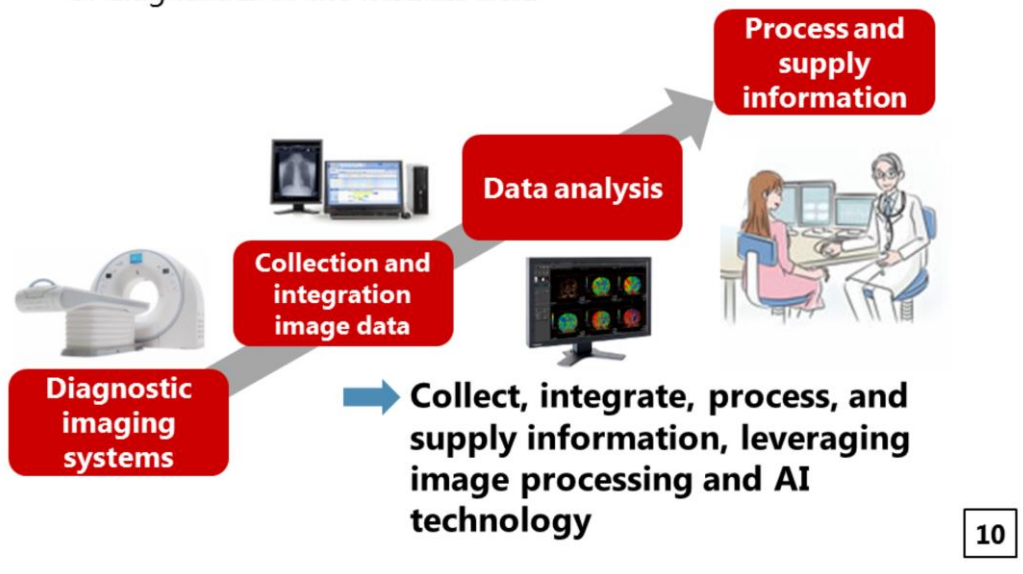 Process and
supply
information
Data analysis
Collection and
integration
image data
Diagnostic
imaging
systems
Collect, integrate, process, and
supply information, leveraging
image processing and AI
technology
10